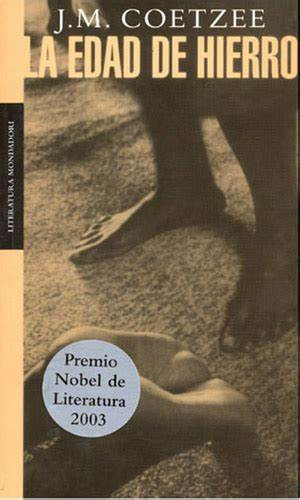 J.M. COETZEE
LA EDAD DE HIERRO
LITERATURA MONDADORI
Premio
Nobel de
Literatura
2003